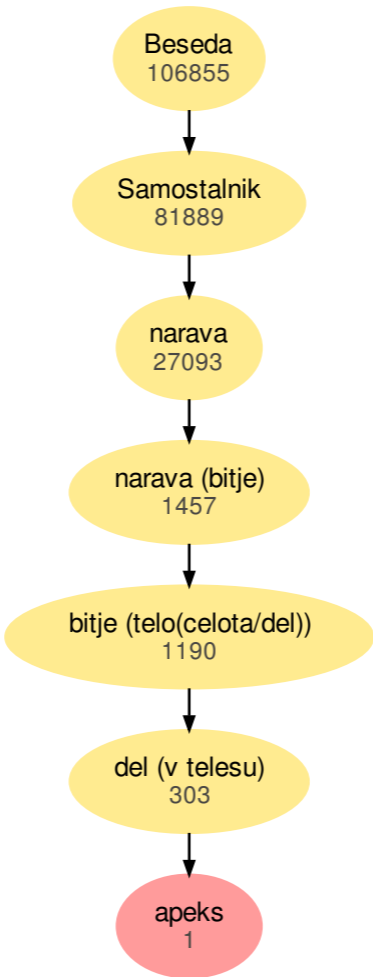 Beseda
106855
Samostalnik
81889
narava
27093
narava (bitje)
1457
bitje (telo(celota/del))
1190
del (v telesu)
303
apeks
1